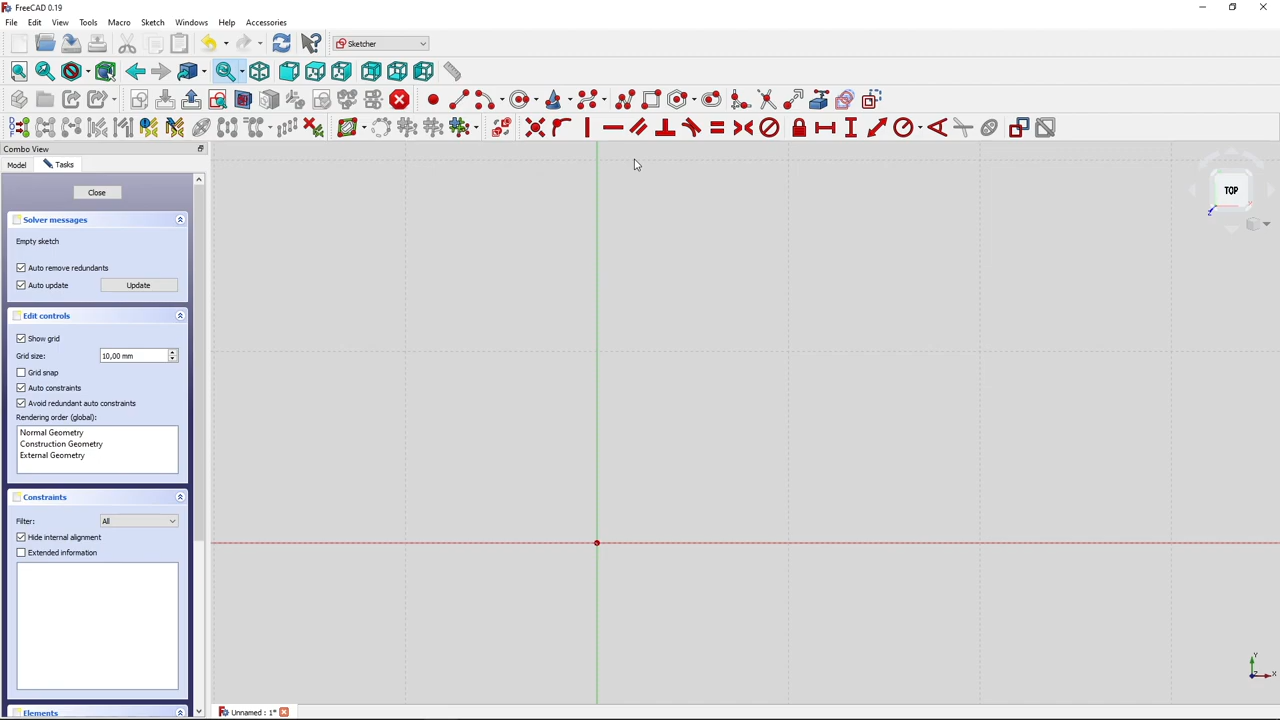 FreeCAD 0.19
File Edit View Tools Macro Sketch Windows Help Accessories
Sketcher
Combo View
Model Tasks
Close
Solver messages
Empty sketch
Auto remove redundants
Auto update Update
Edit controls
Show grid
Grid size: 10,00 mm
Grid snap
Auto constraints
Avoid redundant auto constraints
Rendering order (global):
Normal Geometry
Construction Geometry
External Geometry
Constraints
Filter: All
Hide internal alignment
Extended information
Elements
TOP
Z
Y
X
Unnamed : 1*